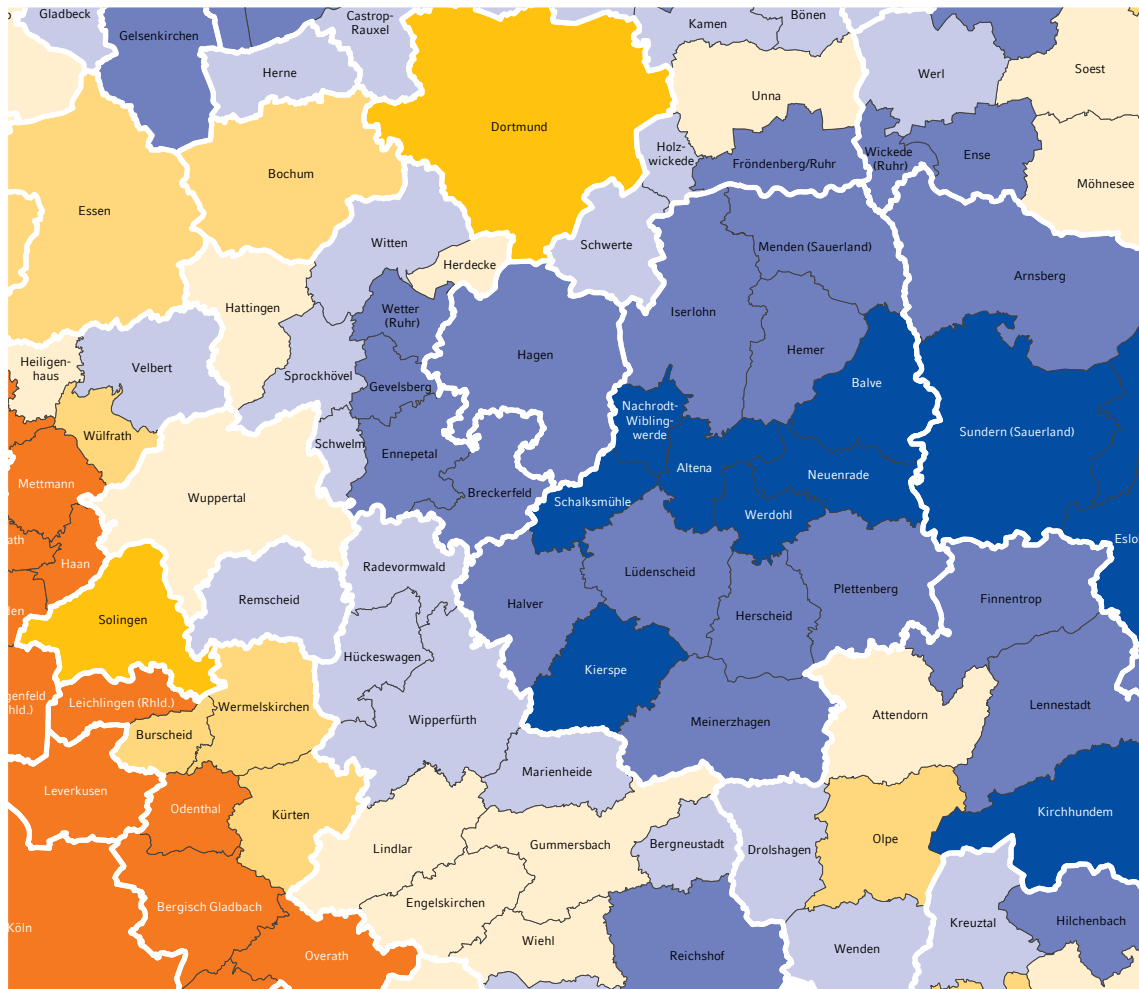 Gladbeck
Castrop-
Rauxel
Kamen
Bönen
Gelsenkirchen
Herne
Werl
Soest
Unna
Dortmund
Holz-
wickede
Fröndenberg/Ruhr
Wickede
(Ruhr)
Ense
Bochum
Möhnesee
Essen
Witten
Schwerte
Menden (Sauerland)
Herdecke
Arnsberg
Hattingen
Wetter
(Ruhr)
Iserlohn
Hemer
Hagen
Heiligen-
haus
Velbert
Sprockhövel
Gevelsberg
Balve
Nachrodt-
Wibling-
werde
Wülfrath
Schwelm
Ennepetal
Sundern (Sauerland)
Altena
Neuenrade
Mettmann
Wuppertal
Breckerfeld
Schalksmühle
Werdohl
ath
Eslo
Haan
Radevormwald
Lüdenscheid
Plettenberg
Finnentrop
Remscheid
Halver
Herscheid
len
Solingen
Hückeswagen
Kierspe
genfeld
hld.)
Leichlingen (Rhld.)
Wermelskirchen
Wipperfürth
Meinerzhagen
Attendorn
Lennestadt
Burscheid
Marienheide
Leverkusen
Odenthal
Kürten
Kirchhundem
Lindlar
Gummersbach
Bergneustadt
Drolshagen
Olpe
Bergisch Gladbach
Engelskirchen
Kreuztal
Hilchenbach
Köln
Wiehl
Overath
Reichshof
Wenden